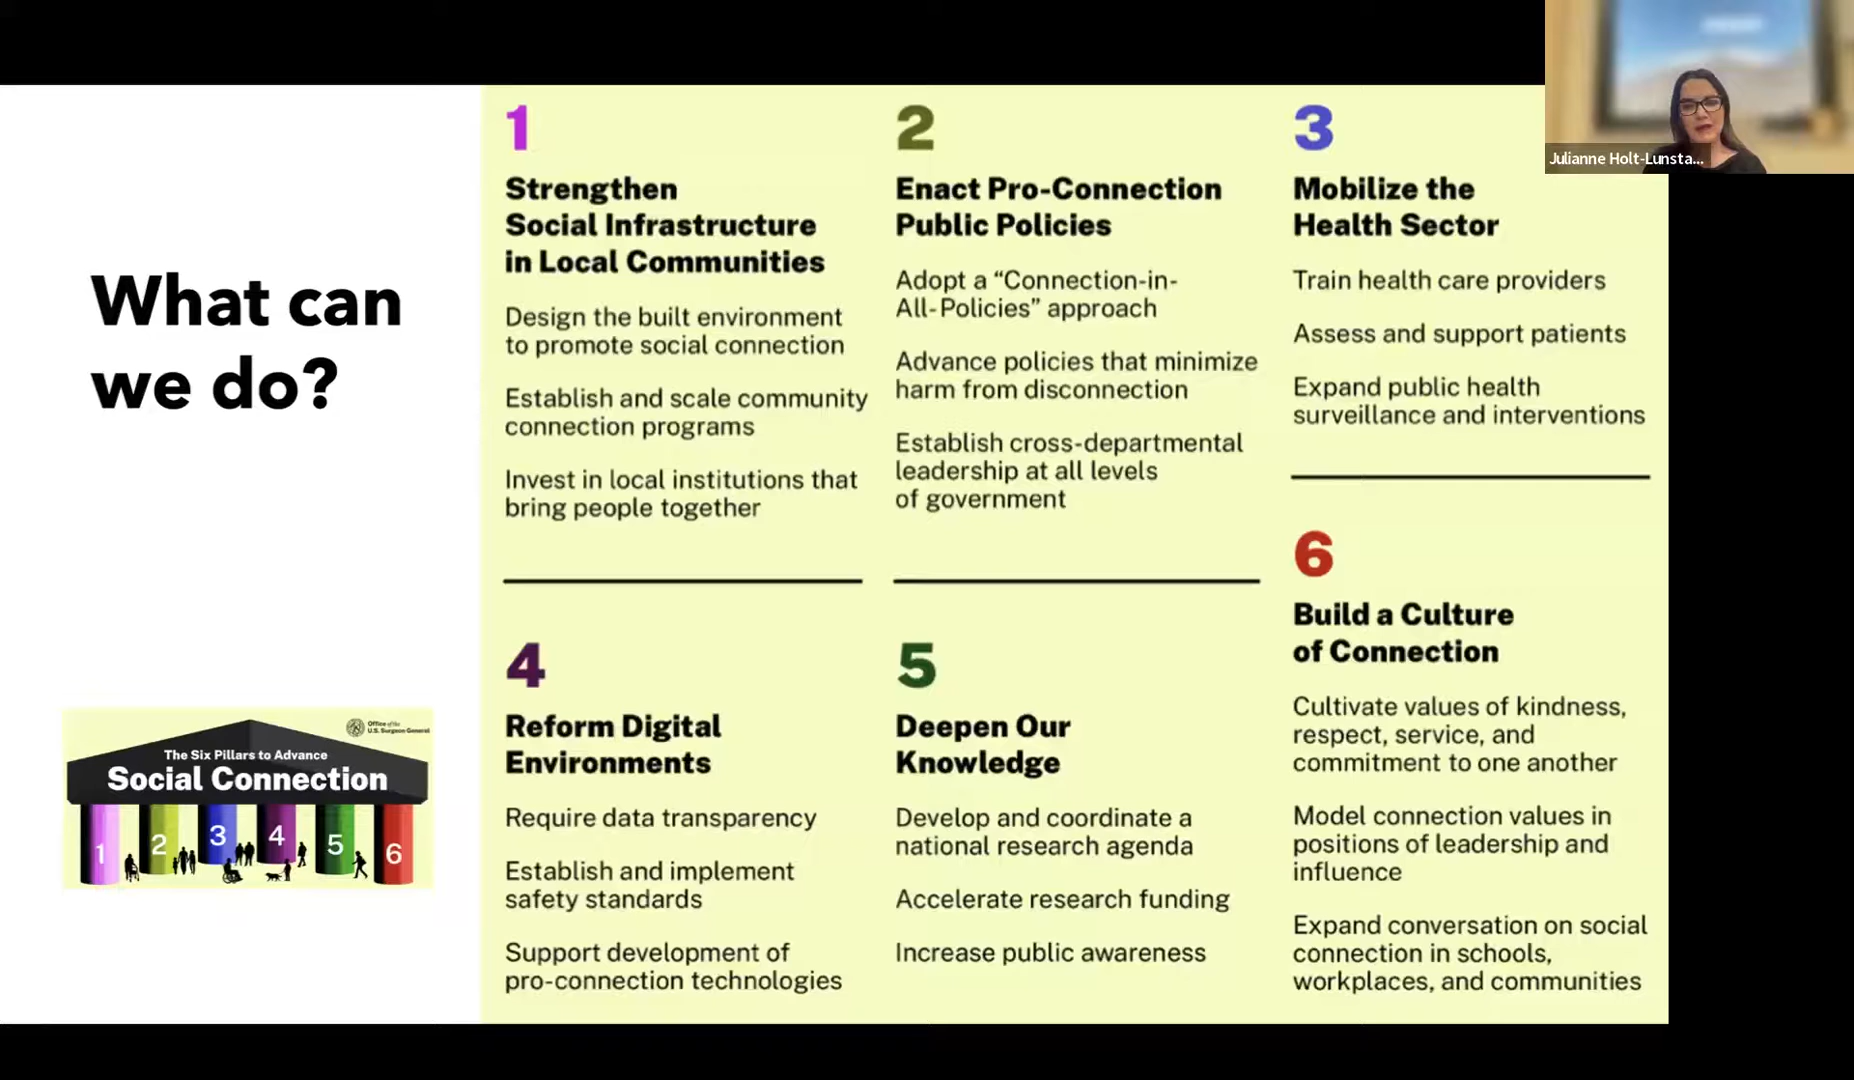 Julianne Holt-Lunsta...
What can
we do?
1
Strengthen
Social Infrastructure
in Local Communities
Design the built environment
to promote social connection
Establish and scale community
connection programs
Invest in local institutions that
bring people together
2
Enact Pro-Connection
Public Policies
Adopt a “Connection-in-
All-Policies” approach
Advance policies that minimize
harm from disconnection
Establish cross-departmental
leadership at all levels
of government
3
Mobilize the
Health Sector
Train health care providers
Assess and support patients
Expand public health
surveillance and interventions
4
Reform Digital
Environments
Require data transparency
Establish and implement
safety standards
Support development of
pro-connection technologies
5
Deepen Our
Knowledge
Develop and coordinate a
national research agenda
Accelerate research funding
Increase public awareness
6
Build a Culture
of Connection
Cultivate values of kindness,
respect, service, and
commitment to one another
Model connection values in
positions of leadership and
influence
Expand conversation on social
connection in schools,
workplaces, and communities
Office of the
U.S. Surgeon General
The Six Pillars to Advance
Social Connection
1 2 3 4 5 6